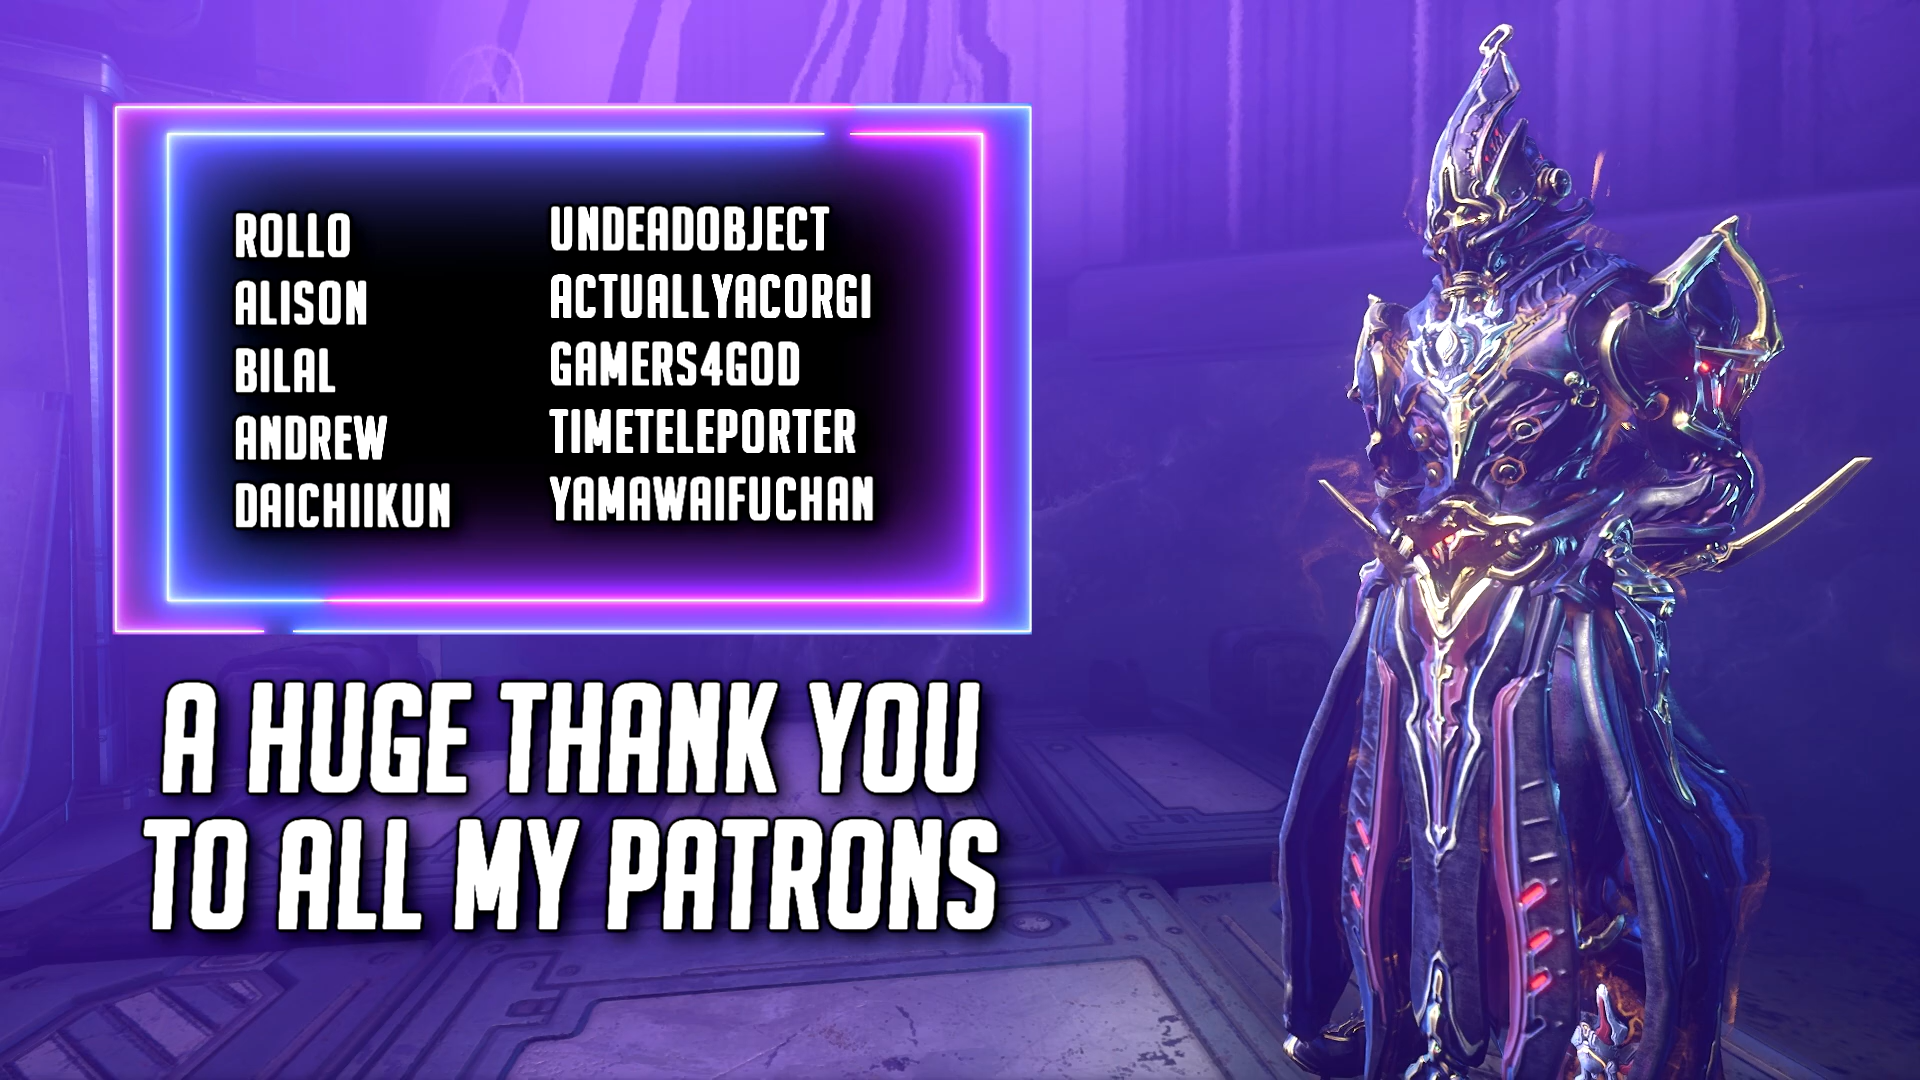 ROLLO
ALISON
BILAL
ANDREW
DAICHIIKUN
UNDEADOBJECT
ACTUALLYACORGI
GAMERS4GOD
TIMETELEPORTER
YAMAWAIFUCHAN
A HUGE THANK YOU
TO ALL MY PATRONS